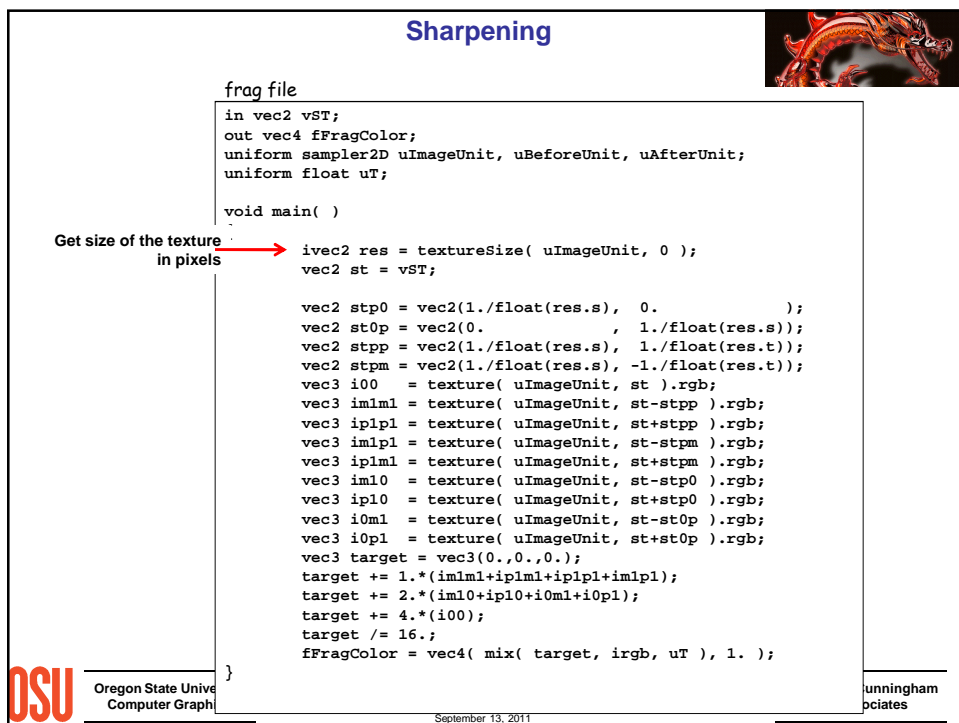 Sharpening
frag file
in vec2 vST;
out vec4 fFragColor;
uniform sampler2D uImageUnit, uBeforeUnit, uAfterUnit;
uniform float uT;
void main( )
Get size of the texture
in pixels
ivec2 res = textureSize( uImageUnit, 0 );
vec2 st = vST;
vec2 stp0 = vec2(1./float(res.s),  0.              );
vec2 st0p = vec2(0.              ,  1./float(res.s));
vec2 stpp = vec2(1./float(res.s),  1./float(res.t));
vec2 stpm = vec2(1./float(res.s), -1./float(res.t));
vec3 i00   = texture( uImageUnit, st ).rgb;
vec3 im1m1 = texture( uImageUnit, st-stpp ).rgb;
vec3 ip1p1 = texture( uImageUnit, st+stpp ).rgb;
vec3 im1p1 = texture( uImageUnit, st-stpm ).rgb;
vec3 ip1m1 = texture( uImageUnit, st+stpm ).rgb;
vec3 im10  = texture( uImageUnit, st-stp0 ).rgb;
vec3 ip10  = texture( uImageUnit, st+stp0 ).rgb;
vec3 i0m1  = texture( uImageUnit, st-st0p ).rgb;
vec3 i0p1  = texture( uImageUnit, st+st0p ).rgb;
vec3 target = vec3(0.,0.,0.);
target += 1.*(im1m1+ip1m1+ip1p1+im1p1);
target += 2.*(im10+ip10+i0m1+i0p1);
target += 4.*(i00);
target /= 16.;
fFragColor = vec4( mix( target, irgb, uT ), 1. );
}
OSU
Oregon State Unive
Computer Graphi
unningham
ociates
September 13, 2011